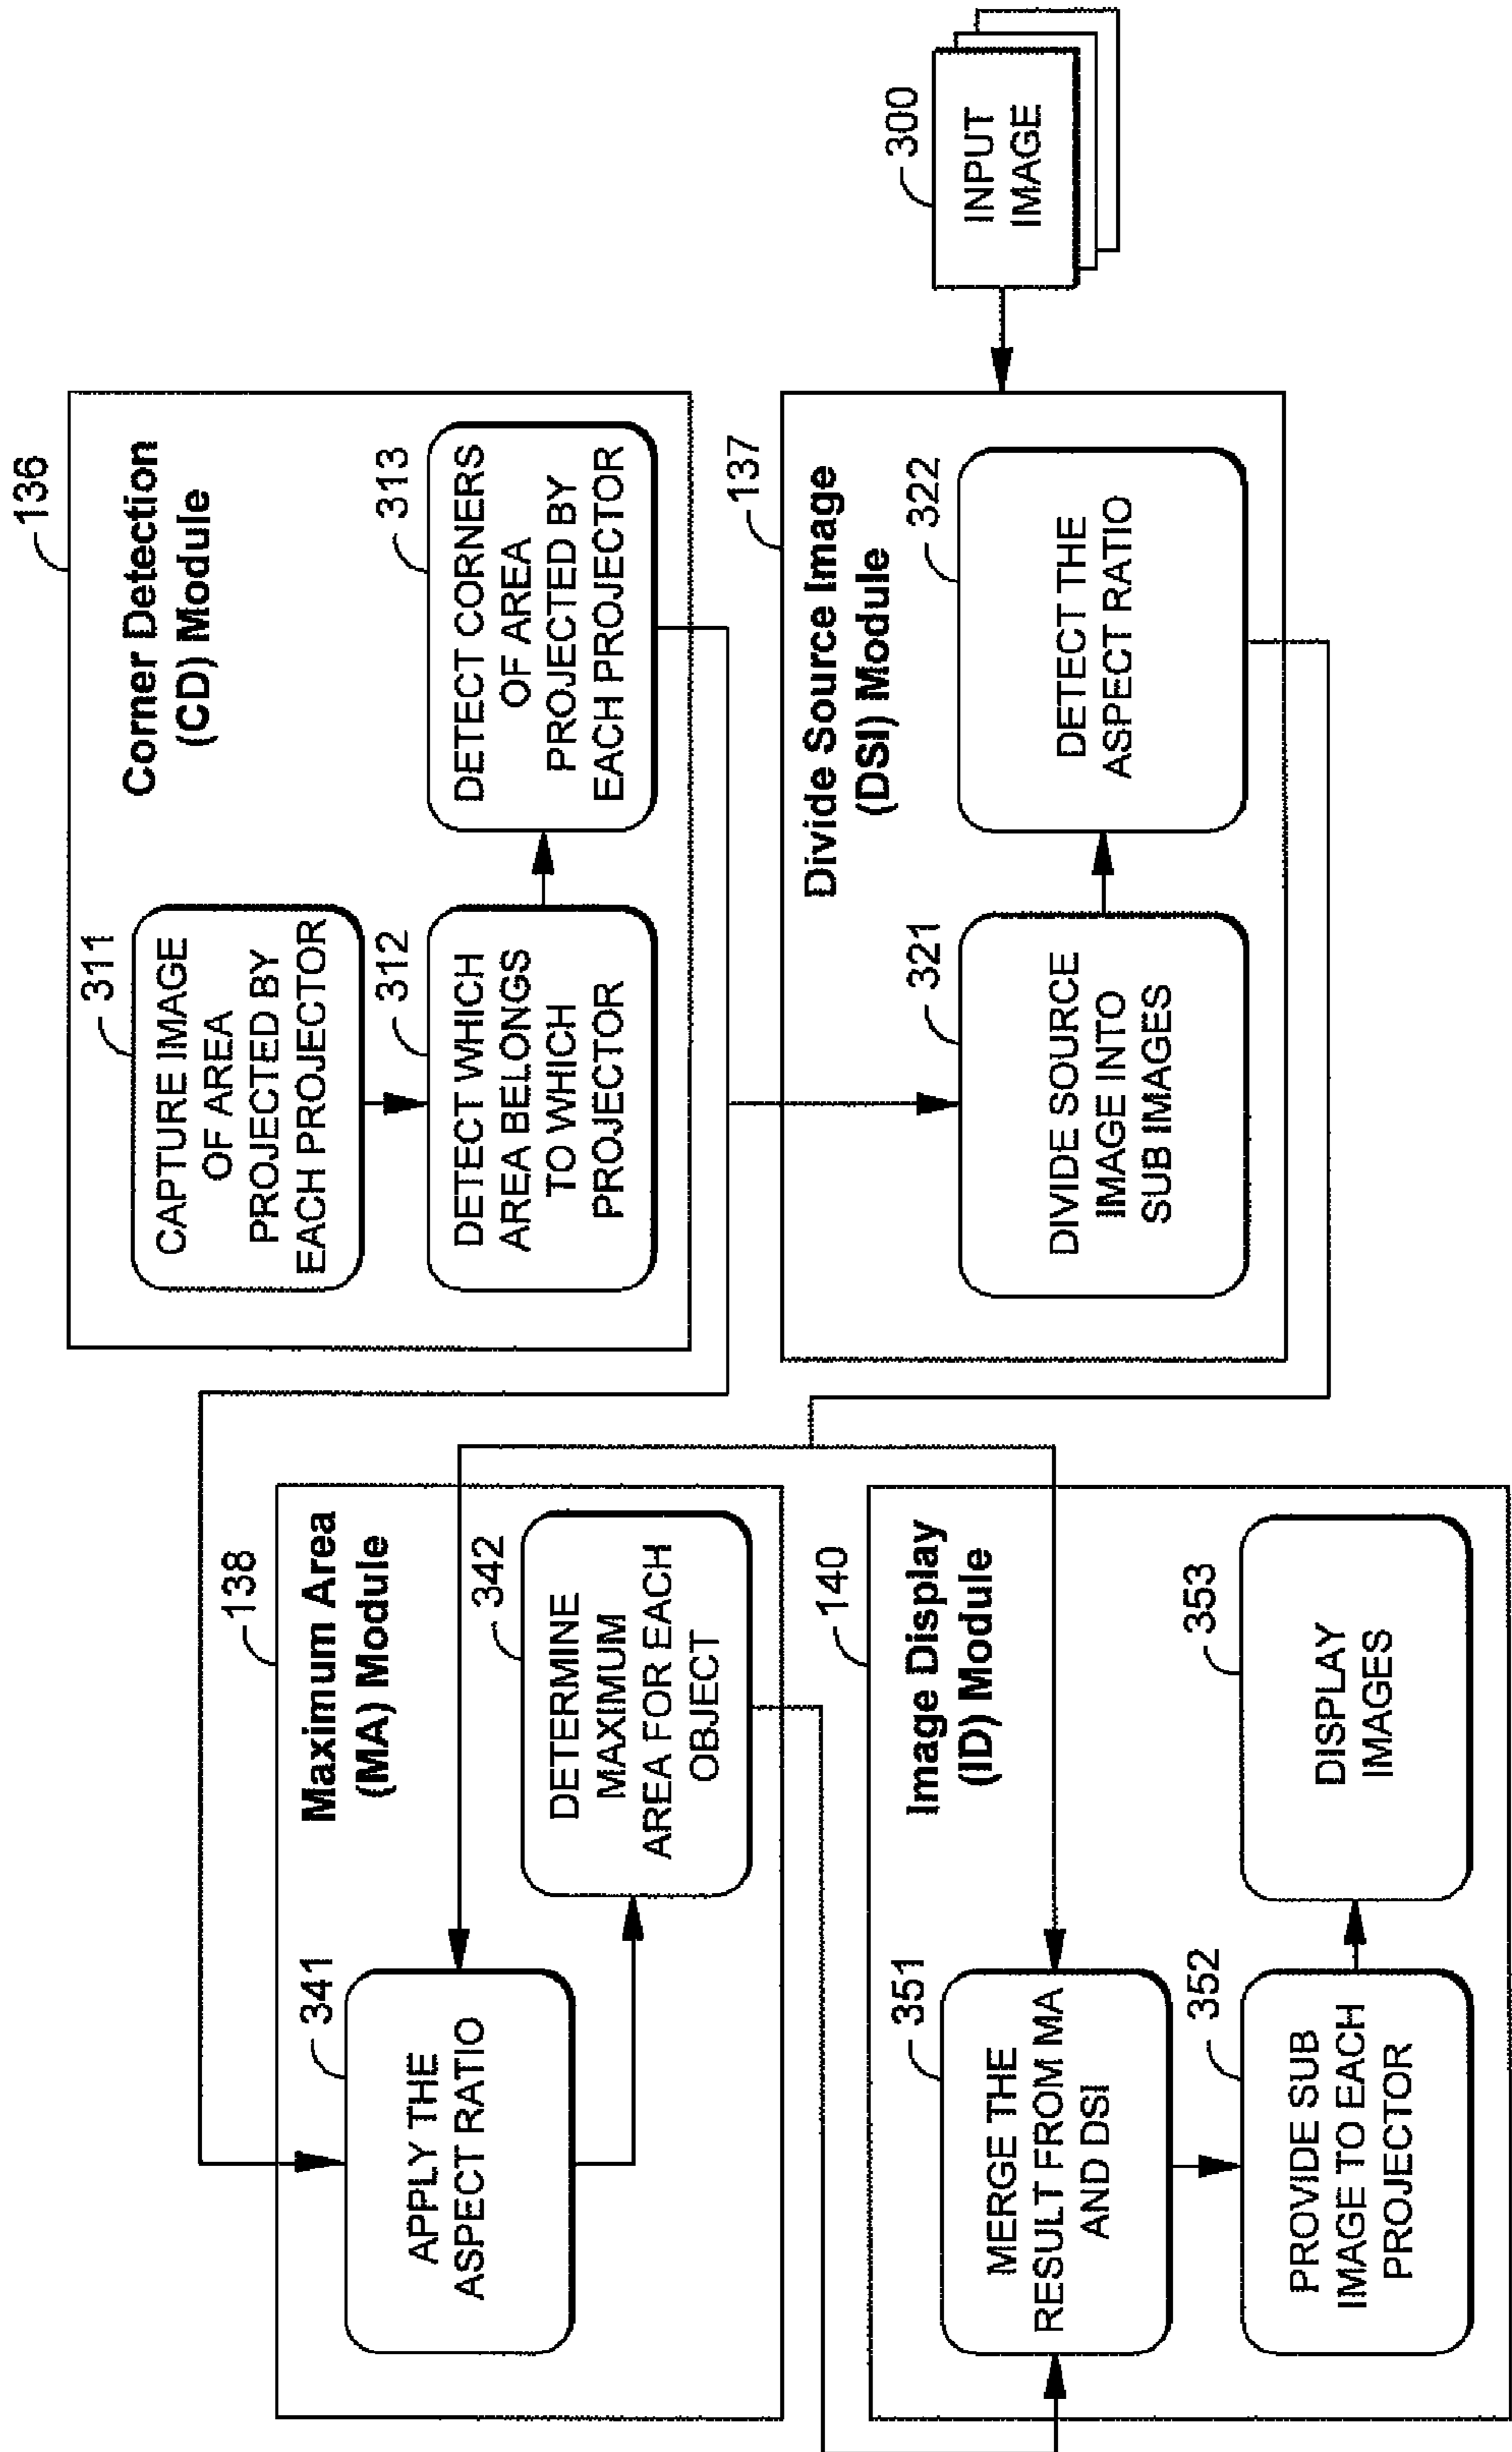 136
Corner Detection
(CD) Module
311
CAPTURE IMAGE
OF AREA
PROJECTED BY
EACH PROJECTOR
312
DETECT WHICH
AREA BELONGS
TO WHICH
PROJECTOR
313
DETECT CORNERS
OF AREA
PROJECTED BY
EACH PROJECTOR
137
Divide Source Image
(DSI) Module
321
DIVIDE SOURCE
IMAGE INTO
SUB IMAGES
322
DETECT THE
ASPECT RATIO
300
INPUT
IMAGE
138
Maximum Area
(MA) Module
341
APPLY THE
ASPECT RATIO
342
DETERMINE
MAXIMUM
AREA FOR EACH
OBJECT
140
Image Display
(ID) Module
351
MERGE THE
RESULT FROM MA
AND DSI
352
PROVIDE SUB
IMAGE TO EACH
PROJECTOR
353
DISPLAY
IMAGES